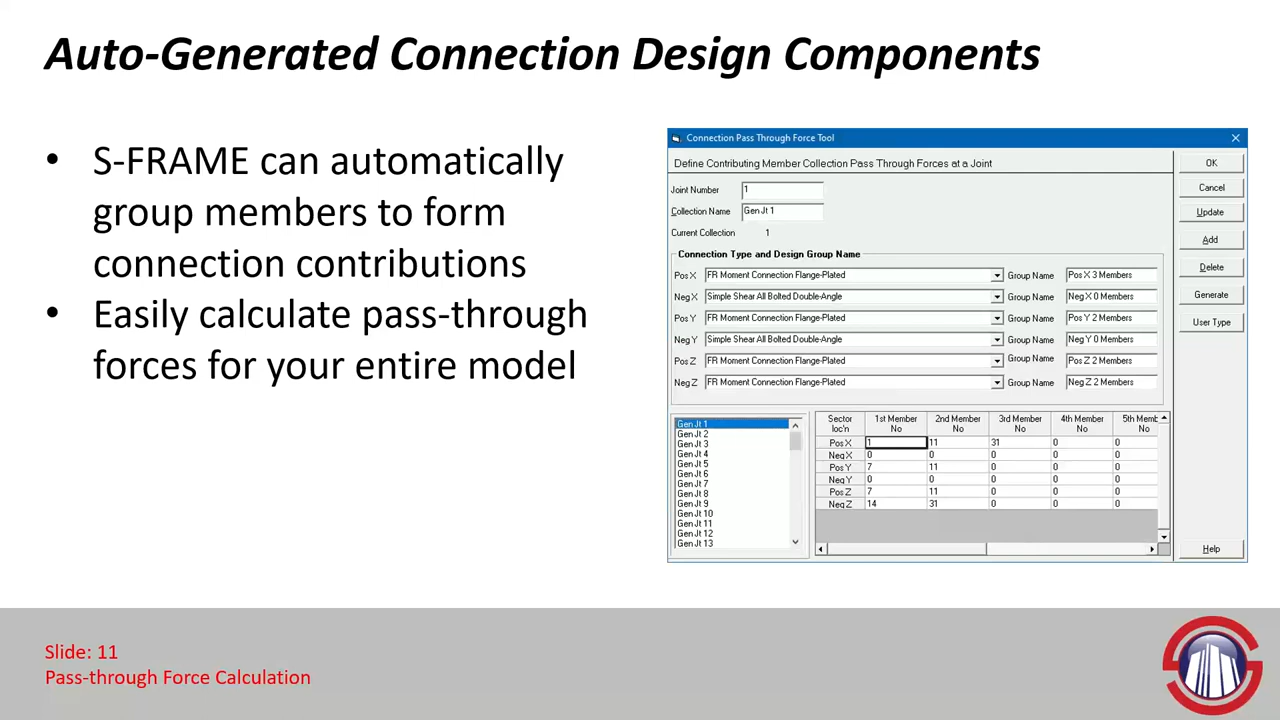 Auto-Generated Connection Design Components
• S-FRAME can automatically
group members to form
connection contributions
• Easily calculate pass-through
forces for your entire model
Connection Pass Through Force Tool
Define Contributing Member Collection Pass Through Forces at a Joint
Joint Number 1
Collection Name Gen Jt 1
Current Collection 1
Connection Type and Design Group Name
Pos X FR Moment Connection Flange-Plated Group Name Pos X 3 Members
Neg X Simple Shear All Bolted Double-Angle Group Name Neg X 0 Members
Pos Y FR Moment Connection Flange-Plated Group Name Pos Y 2 Members
Neg Y Simple Shear All Bolted Double-Angle Group Name Neg Y 0 Members
Pos Z FR Moment Connection Flange-Plated Group Name Pos Z 2 Members
Neg Z FR Moment Connection Flange-Plated Group Name Neg Z 2 Members
OK
Cancel
Update
Add
Delete
Generate
User Type
Help
Gen Jt 1
Gen Jt 2
Gen Jt 3
Gen Jt 4
Gen Jt 5
Gen Jt 6
Gen Jt 7
Gen Jt 8
Gen Jt 9
Gen Jt 10
Gen Jt 11
Gen Jt 12
Gen Jt 13
Sector 1st Member 2nd Member 3rd Member 4th Member 5th Mem
loc'n No No No No No
Pos X 1 11 31 0 0
Neg X 0 0 0 0 0
Pos Y 7 11 0 0 0
Neg Y 0 0 0 0 0
Pos Z 7 11 0 0 0
Neg Z 14 31 0 0 0
Slide: 11
Pass-through Force Calculation